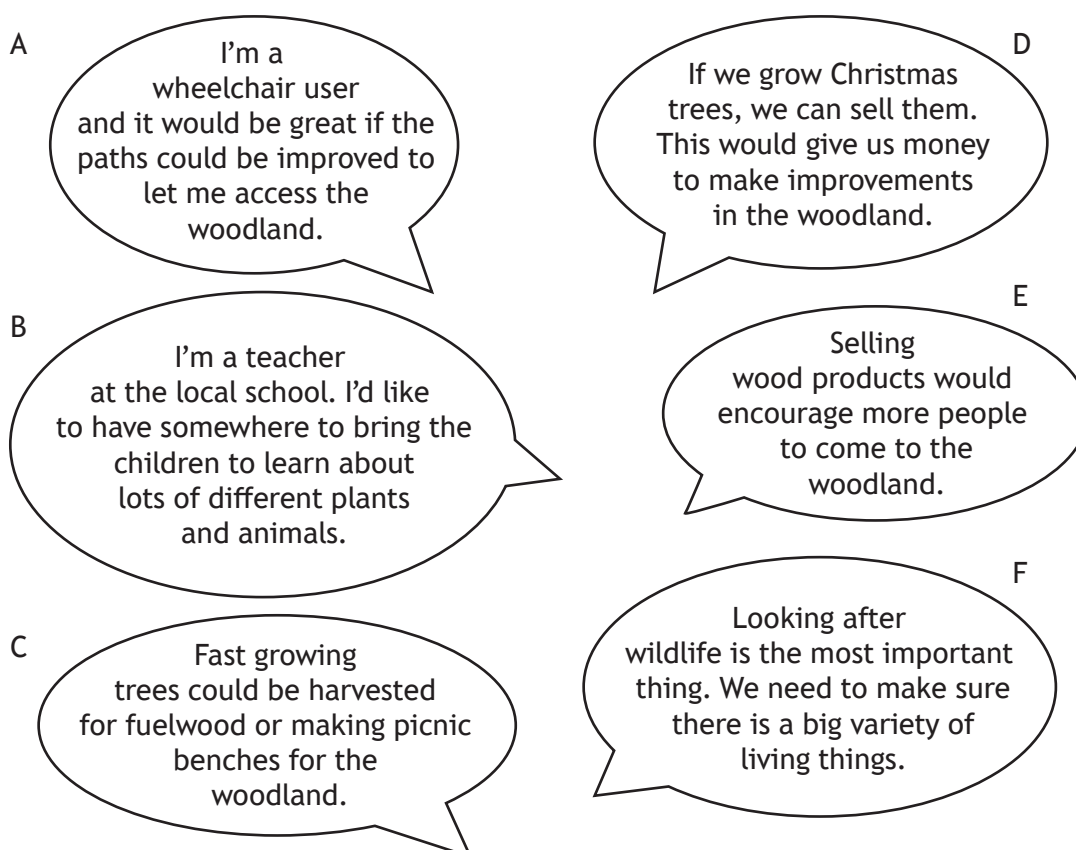 A
I’m a
wheelchair user
and it would be great if the
paths could be improved to
let me access the
woodland.
B
I’m a teacher
at the local school. I’d like
to have somewhere to bring the
children to learn about
lots of different plants
and animals.
C
Fast growing
trees could be harvested
for fuelwood or making picnic
benches for the
woodland.
D
If we grow Christmas
trees, we can sell them.
This would give us money
to make improvements
in the woodland.
E
Selling
wood products would
encourage more people
to come to the
woodland.
F
Looking after
wildlife is the most important
thing. We need to make sure
there is a big variety of
living things.